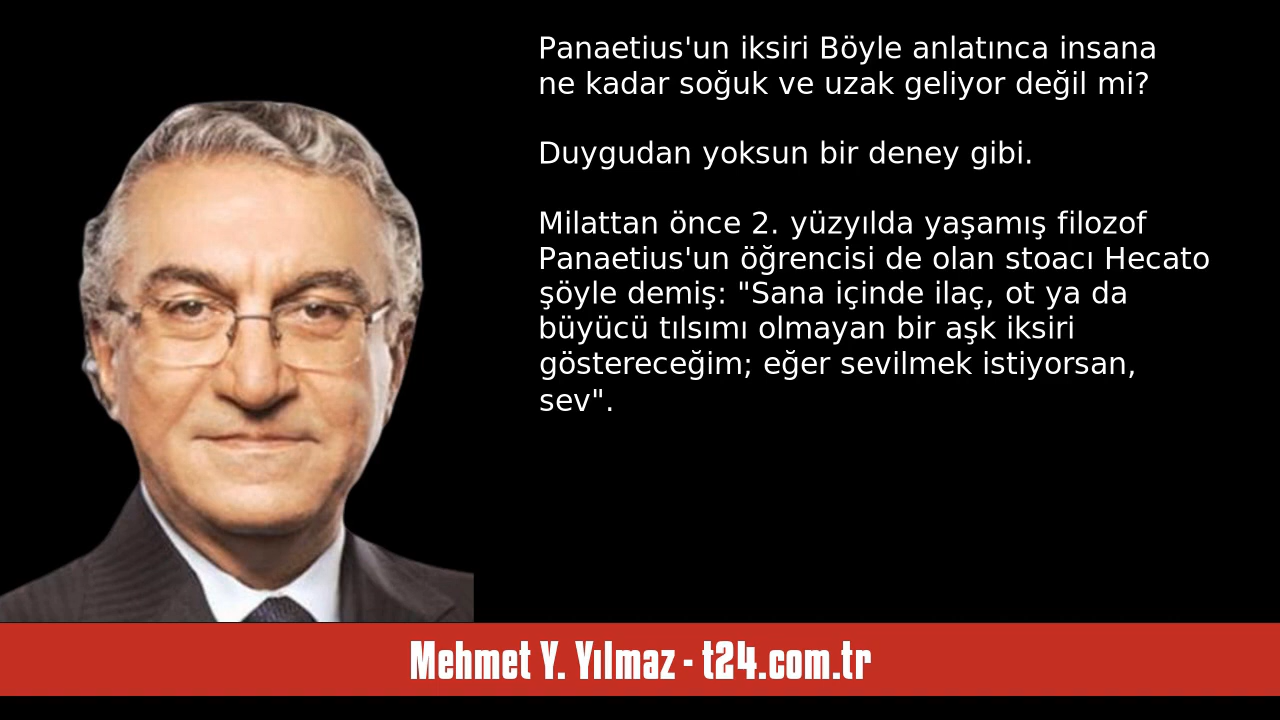 Panaetius'un iksiri Böyle anlatınca insana
ne kadar soğuk ve uzak geliyor değil mi?
Duygudan yoksun bir deney gibi.
Milattan önce 2. yüzyılda yaşamış filozof
Panaetius'un öğrencisi de olan stoacı Hecato
şöyle demiş: "Sana içinde ilaç, ot ya da
büyücü tılsımı olmayan bir aşk iksiri
göstereceğim; eğer sevilmek istiyorsan,
sev".
Mehmet Y. Yılmaz - t24.com.tr